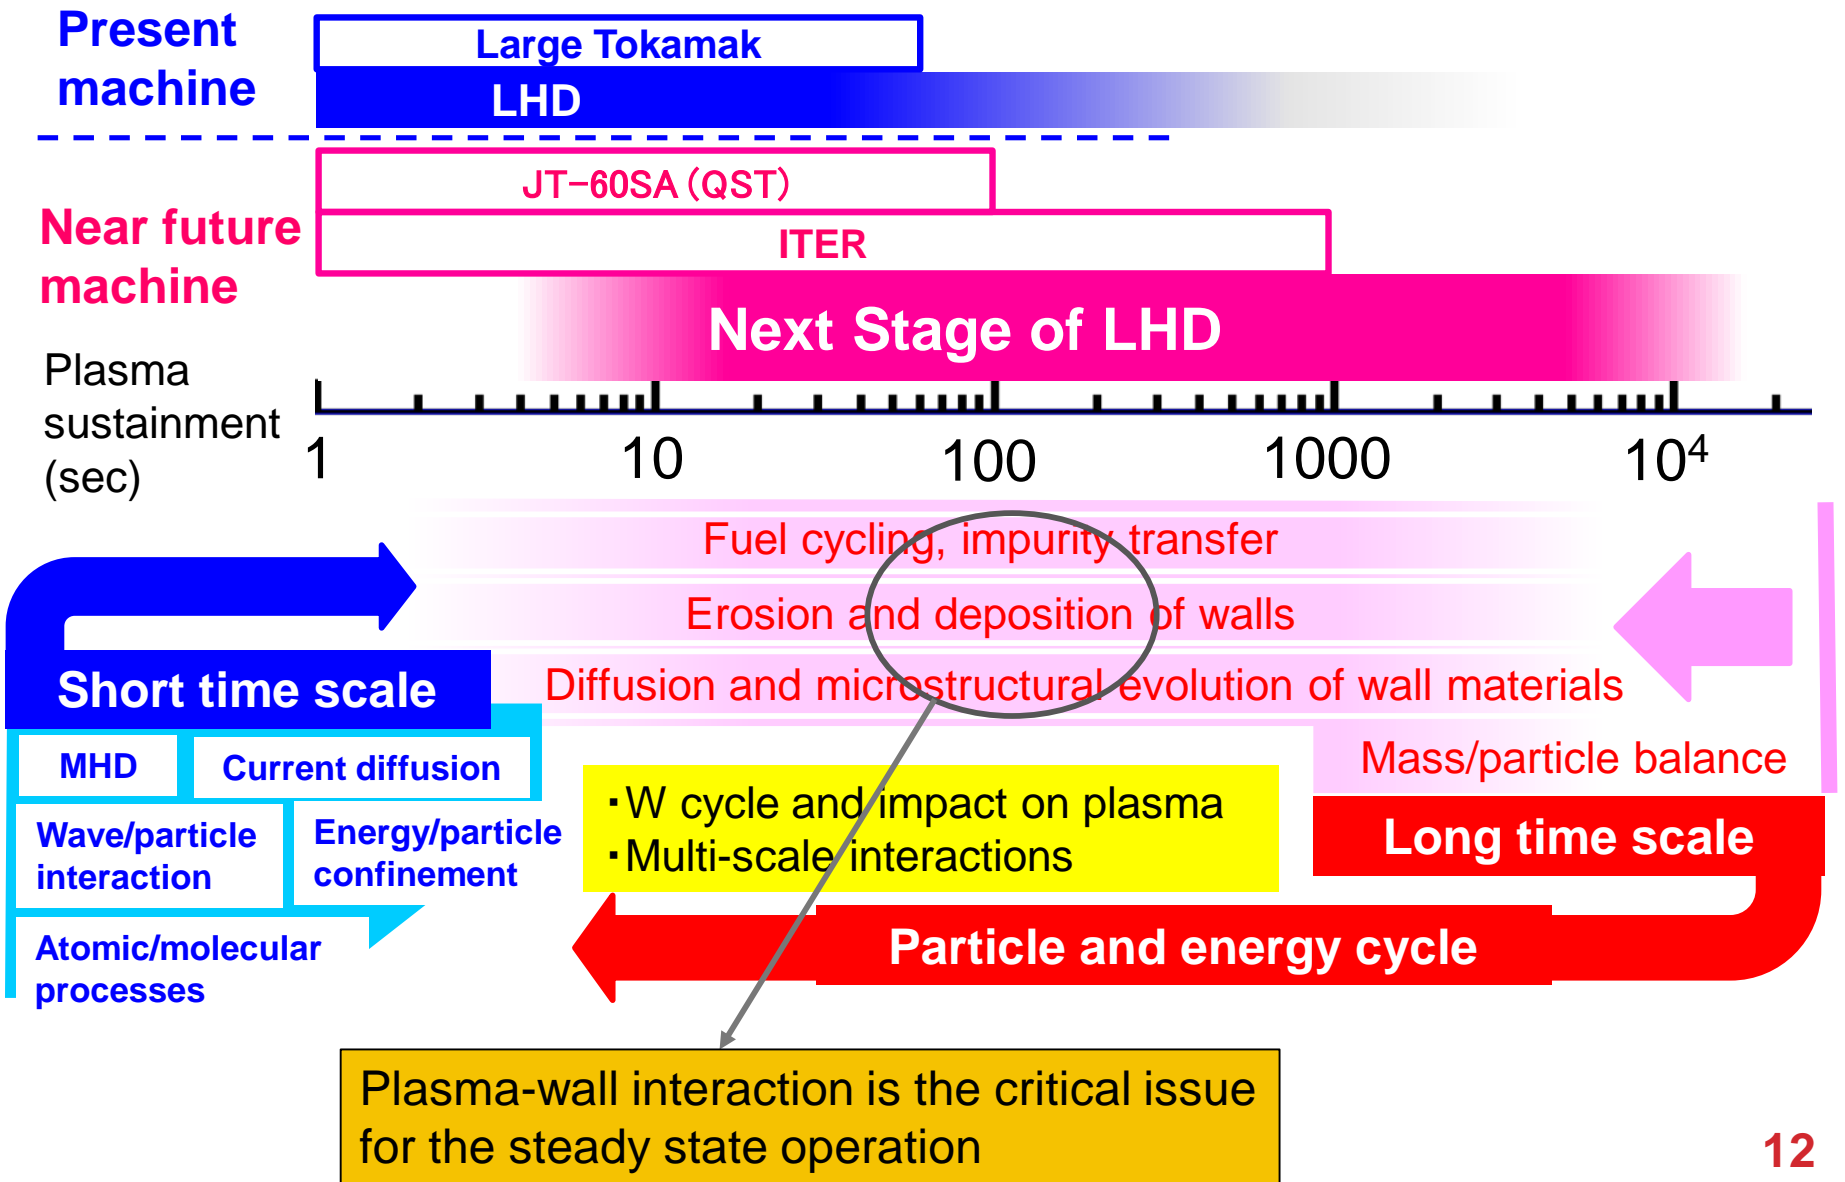 Present
machine
Large Tokamak
LHD
JT-60SA (QST)
Near future
machine
ITER
Next Stage of LHD
Plasma
sustainment
(sec)
1 10 100 1000 10⁴
Fuel cycling, impurity transfer
Erosion and deposition of walls
Diffusion and microstructural evolution of wall materials
Short time scale
MHD
Current diffusion
Wave/particle
interaction
Energy/particle
confinement
Atomic/molecular
processes
Mass/particle balance
・W cycle and impact on plasma
・Multi-scale interactions
Long time scale
Particle and energy cycle
Plasma-wall interaction is the critical issue
for the steady state operation
12